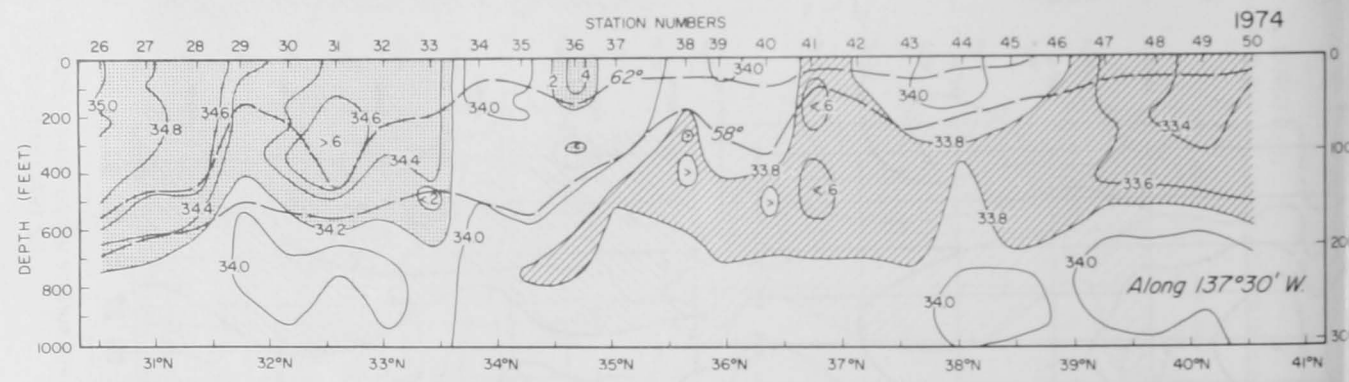 STATION NUMBERS
1974
26 27 28 29 30 31 32 33 34 35 36 37 38 39 40 41 42 43 44 45 46 47 48 49 50
0 0
2 4 62° 34.0
35.0 34.6 34.6 34.0 <6 34.0
34.8 33.4
200 58° 100
>6 33.8
400 34.4 33.8 <6 33.6
34.4 <2 >
34.2 33.8
600 34.0 200
34.0 34.0
800 34.0 Along 137°30' W.
1000 30
31°N 32°N 33°N 34°N 35°N 36°N 37°N 38°N 39°N 40°N 41°N
DEPTH (FEET)